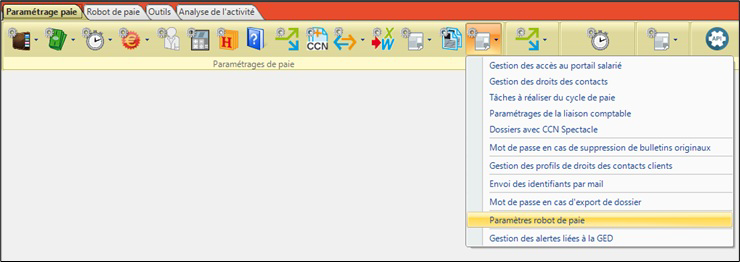 Paramétrage paie
Robot de paie
Outils
Analyse de l'activité
H
?
CCN
X
W
API
Paramétrages de paie
Gestion des accès au portail salarié
Gestion des droits des contacts
Tâches à réaliser du cycle de paie
Paramétrages de la liaison comptable
Dossiers avec CCN Spectacle
Mot de passe en cas de suppression de bulletins originaux
Gestion des profils de droits des contacts clients
Envoi des identifiants par mail
Mot de passe en cas d'export de dossier
Paramètres robot de paie
Gestion des alertes liées à la GED